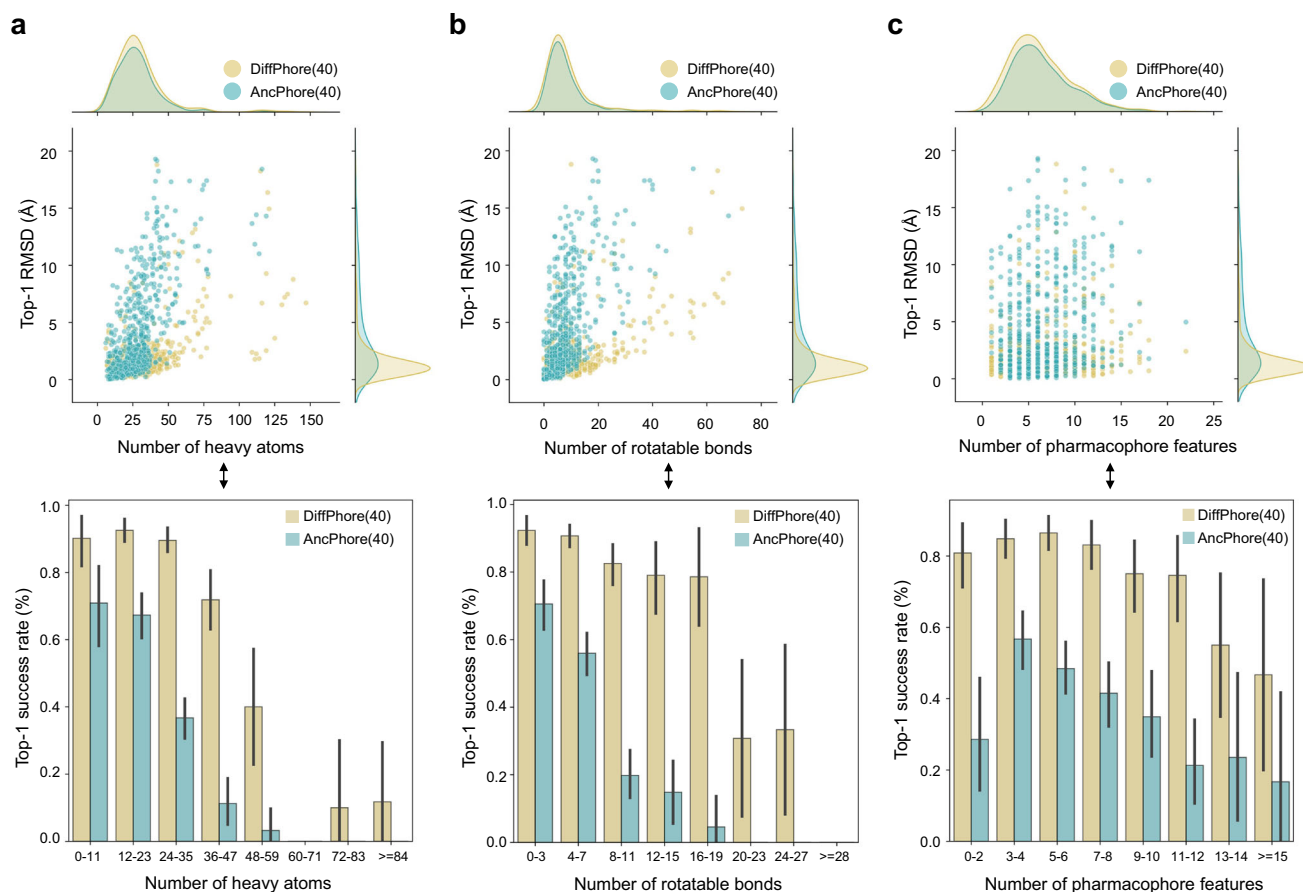 a
DiffPhore(40)
AncPhore(40)
20
15
10
5
0
Top-1 RMSD (Å)
0 25 50 75 100 125 150
Number of heavy atoms
1.0
0.8
0.6
0.4
0.2
0.0
Top-1 success rate (%)
DiffPhore(40)
AncPhore(40)
0-11 12-23 24-35 36-47 48-59 60-71 72-83 >=84
Number of heavy atoms
b
DiffPhore(40)
AncPhore(40)
20
15
10
5
0
Top-1 RMSD (Å)
0 20 40 60 80
Number of rotatable bonds
1.0
0.8
0.6
0.4
0.2
0.0
Top-1 success rate (%)
DiffPhore(40)
AncPhore(40)
0-3 4-7 8-11 12-15 16-19 20-23 24-27 >=28
Number of rotatable bonds
c
DiffPhore(40)
AncPhore(40)
20
15
10
5
0
Top-1 RMSD (Å)
0 5 10 15 20 25
Number of pharmacophore features
0.8
0.6
0.4
0.2
0.0
Top-1 success rate (%)
DiffPhore(40)
AncPhore(40)
0-2 3-4 5-6 7-8 9-10 11-12 13-14 >=15
Number of pharmacophore features